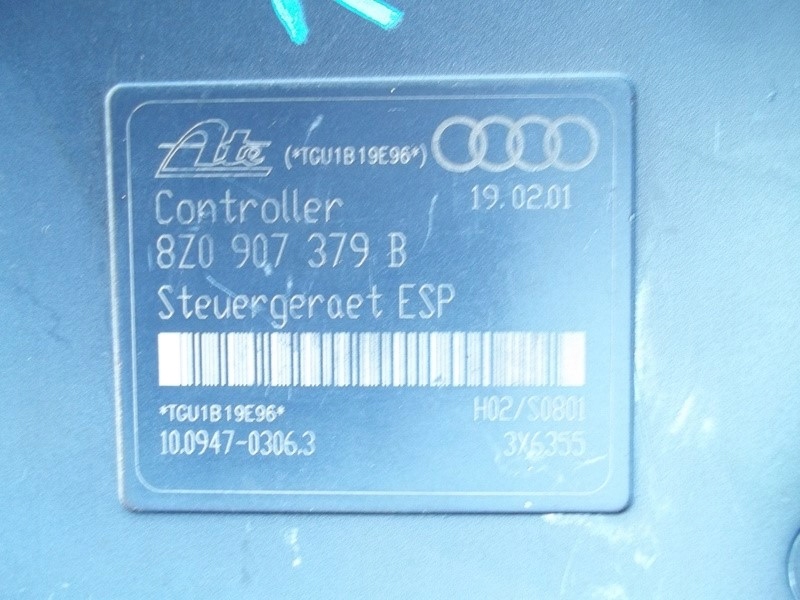 Ate (*TCU1B19E96*)
19.02.01
Controller
8Z0 907 379 B
Steuergeraet ESP
*TCU1B19E96* H02/S0801
10.0947-0306.3 3X6355